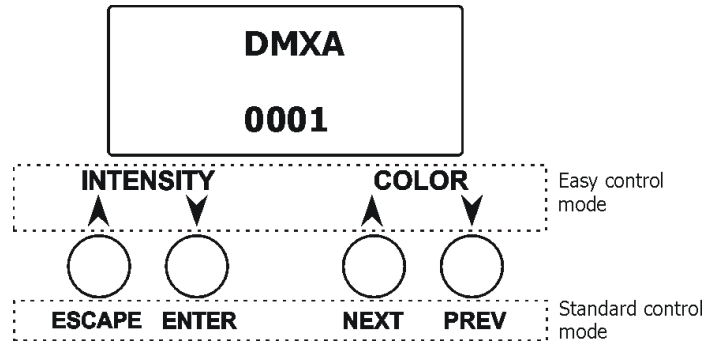 DMXA
0001
INTENSITY COLOR
Easy control
mode
ESCAPE ENTER NEXT PREV
Standard control
mode